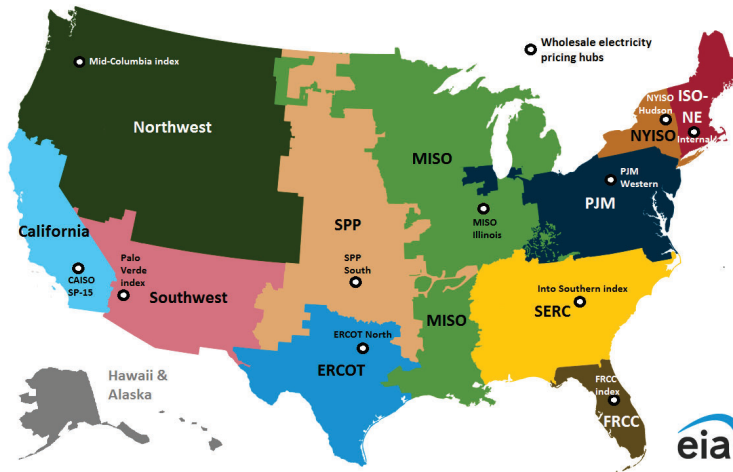 Mid-Columbia index
Wholesale electricity
pricing hubs
Northwest
NYISO
Hudson
ISO-
NE
NYISO
Internal
MISO
PJM
Western
PJM
California
SPP
MISO
Illinois
Palo
Verde
index
CAISO
SP-15
SPP
South
Southwest
Into Southern index
SERC
MISO
ERCOT North
ERCOT
Hawaii &
Alaska
FRCC
index
FRCC
eia